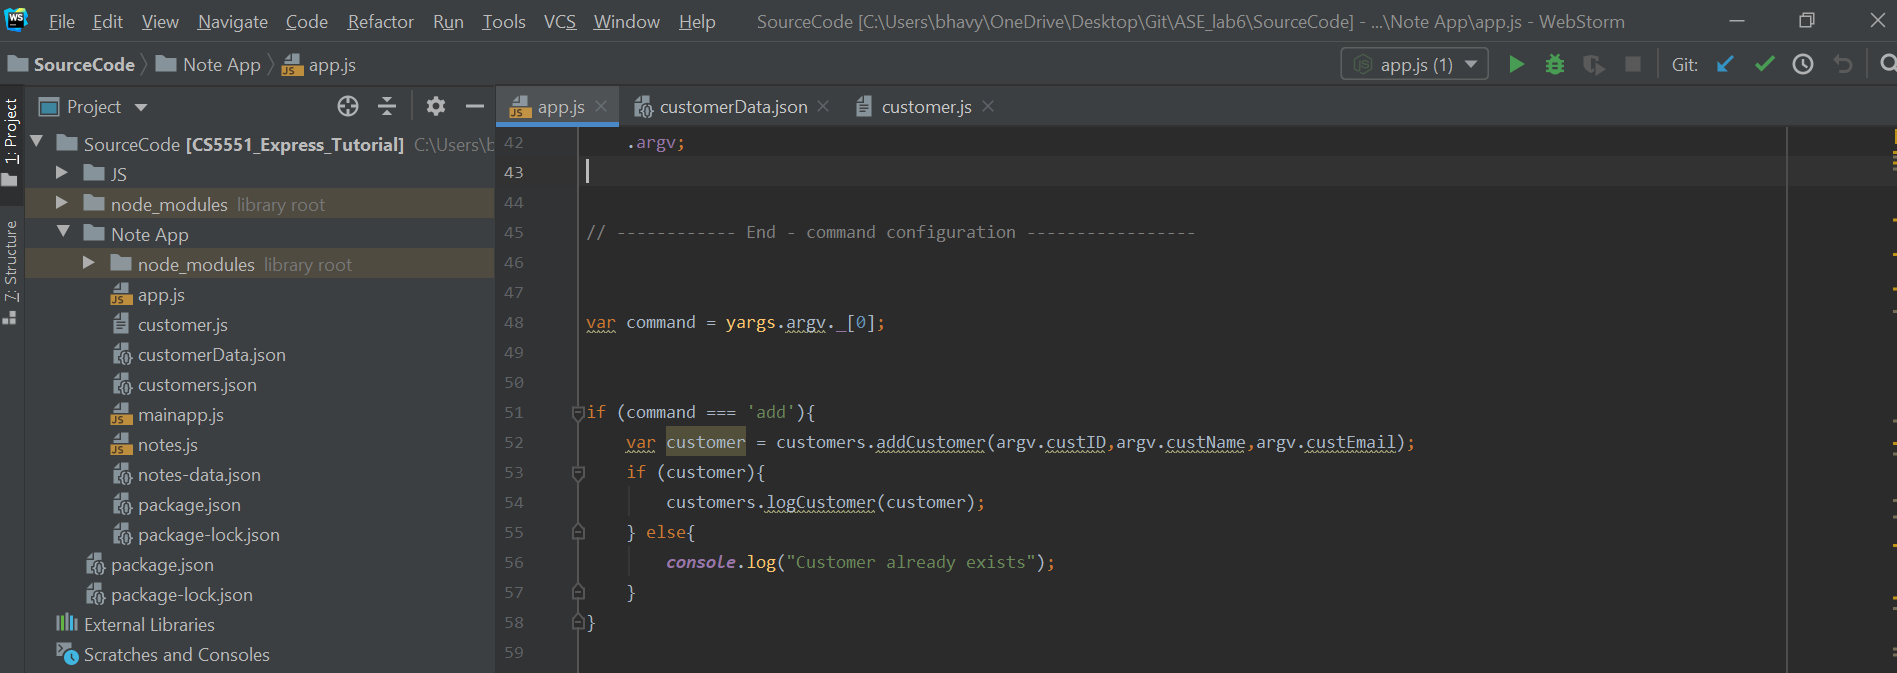 WS File Edit View Navigate Code Refactor Run Tools VCS Window Help SourceCode [C:\Users\bhavy\OneDrive\Desktop\Git\ASE_lab6\SourceCode] - ...\Note App\app.js - WebStorm
SourceCode Note App app.js app.js (1) Git:
Project
app.js customerData.json customer.js
1: Project
7: Structure
SourceCode [CS5551_Express_Tutorial] C:\Users\b
JS
node_modules library root
Note App
node_modules library root
app.js
customer.js
customerData.json
customers.json
mainapp.js
notes.js
notes-data.json
package.json
package-lock.json
package.json
package-lock.json
External Libraries
Scratches and Consoles
42 .argv;
43
44
45 // ------------ End - command configuration -----------------
46
47
48 var command = yargs.argv._[0];
49
50
51 if (command === 'add'){
52 var customer = customers.addCustomer(argv.custID,argv.custName,argv.custEmail);
53 if (customer){
54 customers.logCustomer(customer);
55 } else{
56 console.log("Customer already exists");
57 }
58 }
59